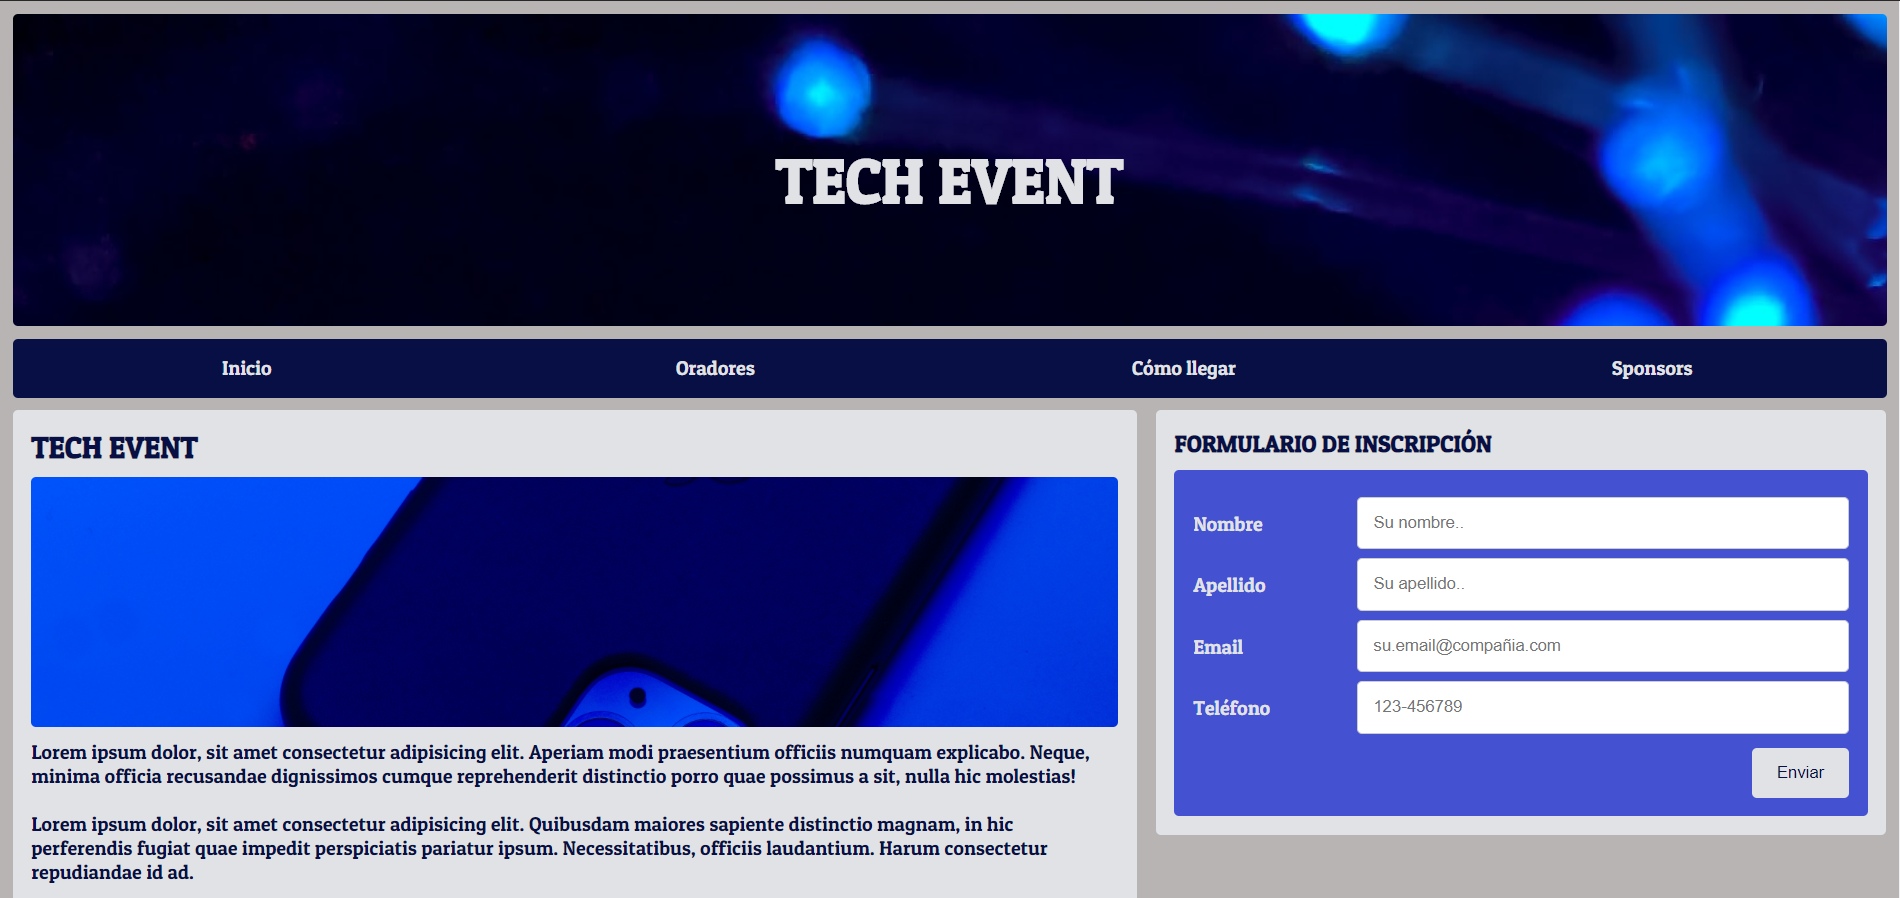 TECH EVENT
Inicio
Oradores
Cómo llegar
Sponsors
TECH EVENT
Lorem ipsum dolor, sit amet consectetur adipisicing elit. Aperiam modi praesentium officiis numquam explicabo. Neque,
minima officia recusandae dignissimos cumque reprehenderit distinctio porro quae possimus a sit, nulla hic molestias!
Lorem ipsum dolor, sit amet consectetur adipisicing elit. Quibusdam maiores sapiente distinctio magnam, in hic
perferendis fugiat quae impedit perspiciatis pariatur ipsum. Necessitatibus, officiis laudantium. Harum consectetur
repudiandae id ad.
FORMULARIO DE INSCRIPCIÓN
Nombre
Su nombre..
Apellido
Su apellido..
Email
su.email@compañia.com
Teléfono
123-456789
Enviar